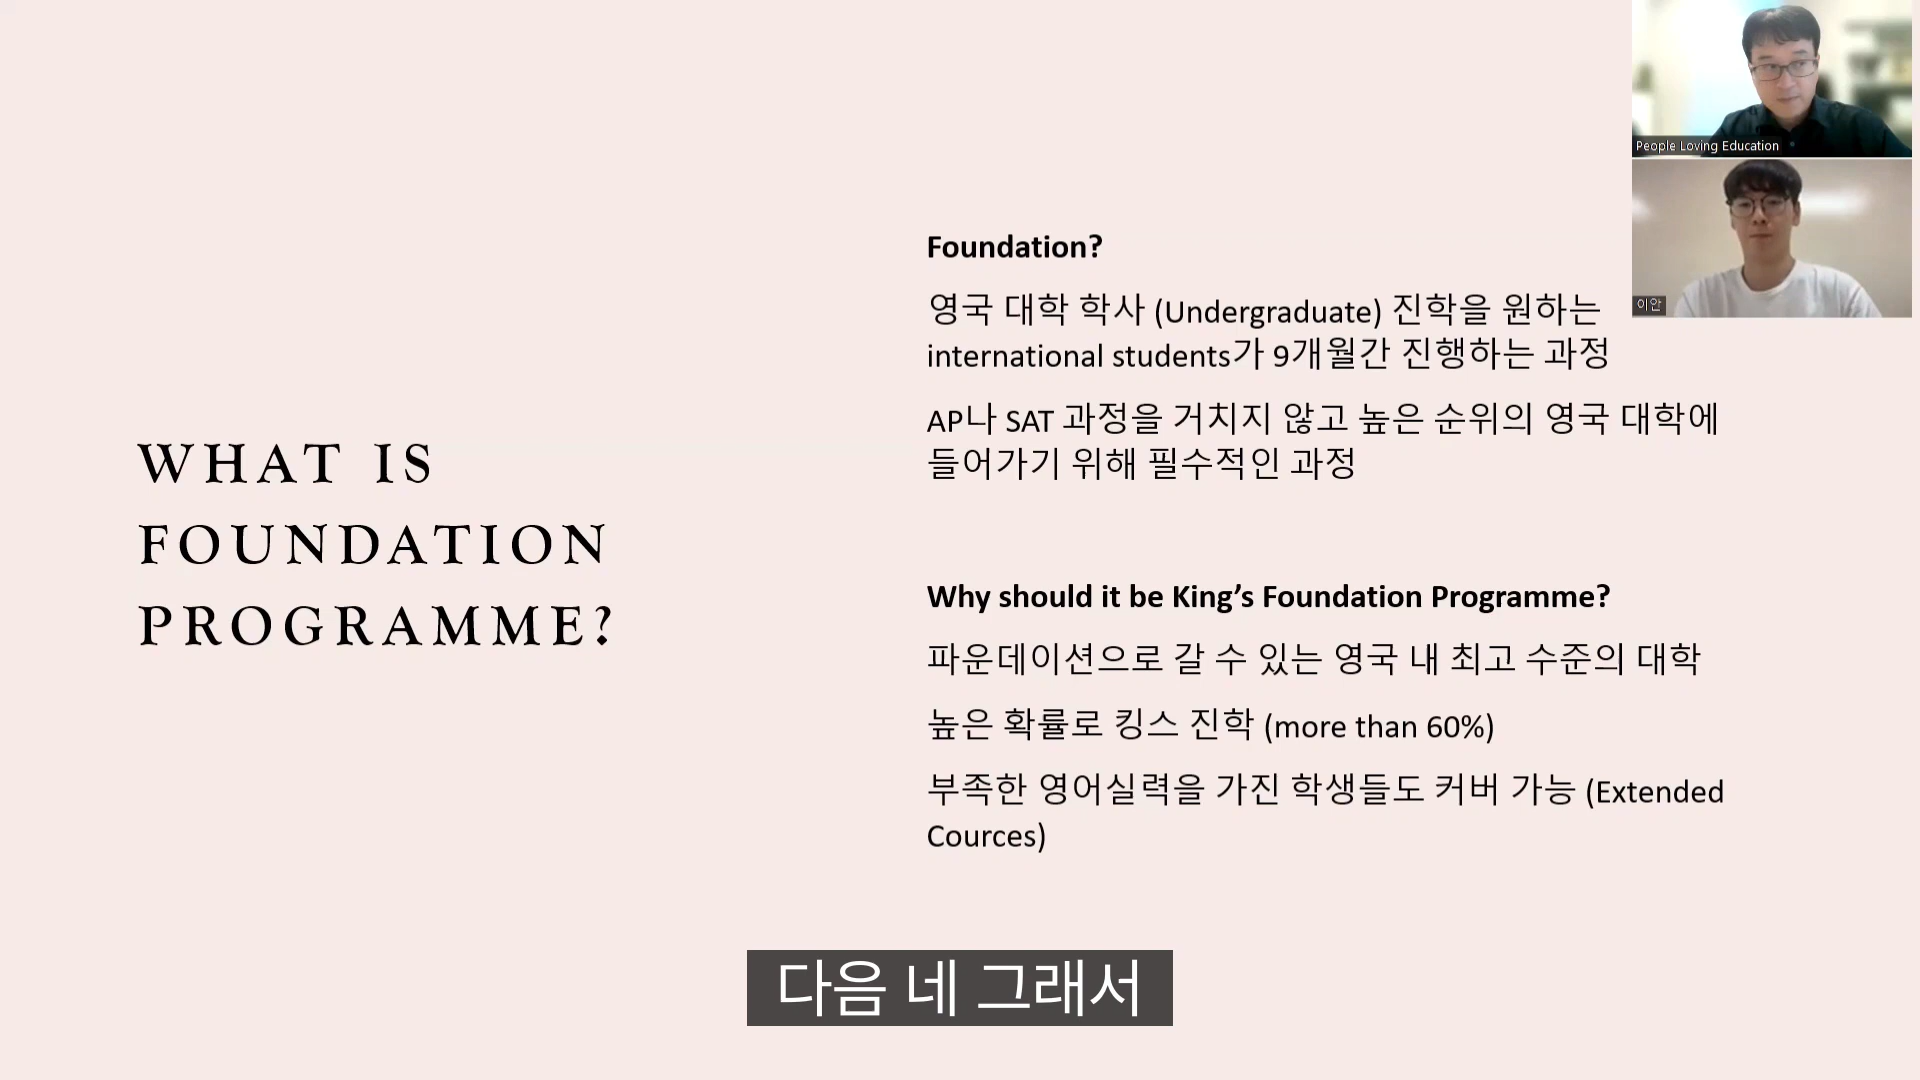 WHAT IS
FOUNDATION
PROGRAMME?
Foundation?
영국 대학 학사 (Undergraduate) 진학을 원하는
international students가 9개월간 진행하는 과정
AP나 SAT 과정을 거치지 않고 높은 순위의 영국 대학에
들어가기 위해 필수적인 과정
Why should it be King’s Foundation Programme?
파운데이션으로 갈 수 있는 영국 내 최고 수준의 대학
높은 확률로 킹스 진학 (more than 60%)
부족한 영어실력을 가진 학생들도 커버 가능 (Extended
Cources)
People Loving Education
이안
다음 네 그래서